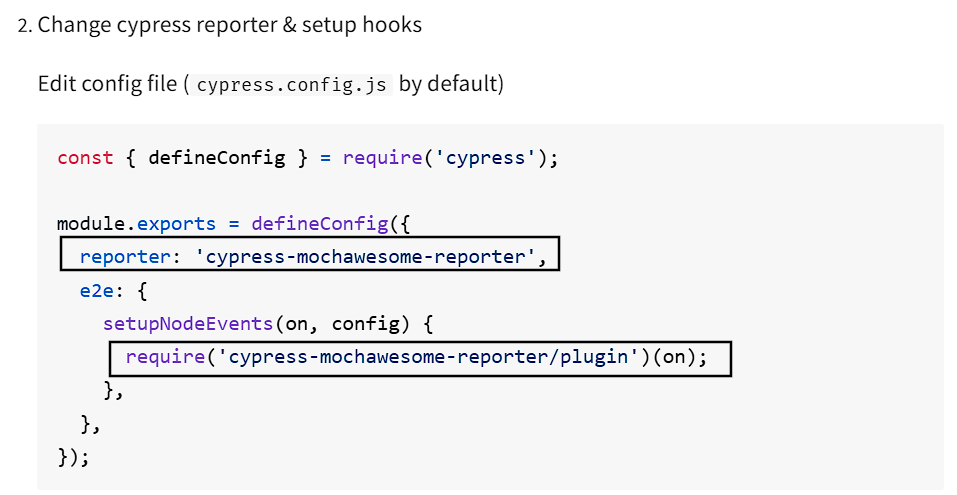 2. Change cypress reporter & setup hooks
Edit config file ( cypress.config.js by default)
const { defineConfig } = require('cypress');
module.exports = defineConfig({
reporter: 'cypress-mochawesome-reporter',
e2e: {
setupNodeEvents(on, config) {
require('cypress-mochawesome-reporter/plugin')(on);
},
},
});